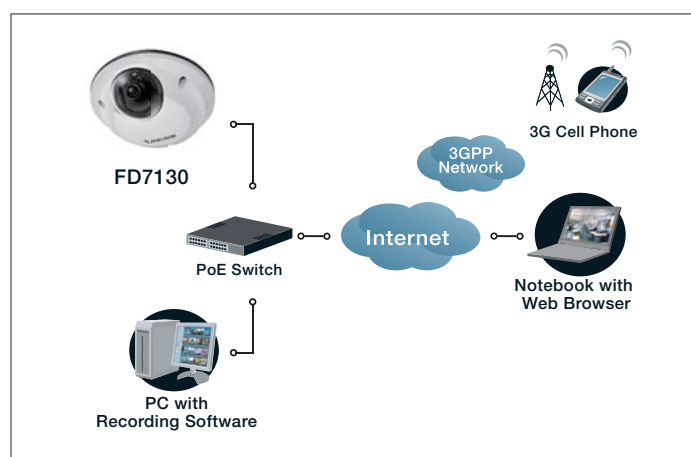 FD7130
3G Cell Phone
3GPP
Network
Internet
PoE Switch
Notebook with
Web Browser
PC with
Recording Software